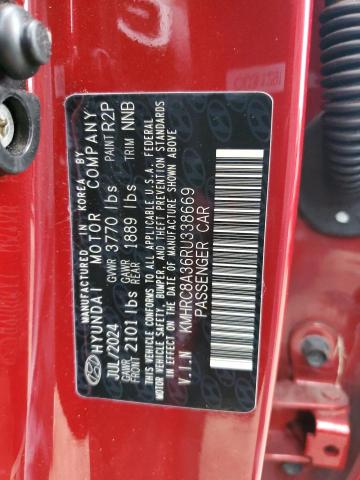 MANUFACTURED IN KOREA BY
HYUNDAI MOTOR COMPANY
JUL/2024 GVWR 3770 lbs PAINT R2P
GAWR FRONT 2101 lbs GAWR REAR 1889 lbs TRIM NNB
THIS VEHICLE CONFORMS TO ALL APPLICABLE U.S.A. FEDERAL
MOTOR VEHICLE SAFETY, BUMPER, AND THEFT PREVENTION STANDARDS
IN EFFECT ON THE DATE OF MANUFACTURE SHOWN ABOVE.
V.I.N KMHRC8A36RU336669
PASSENGER CAR